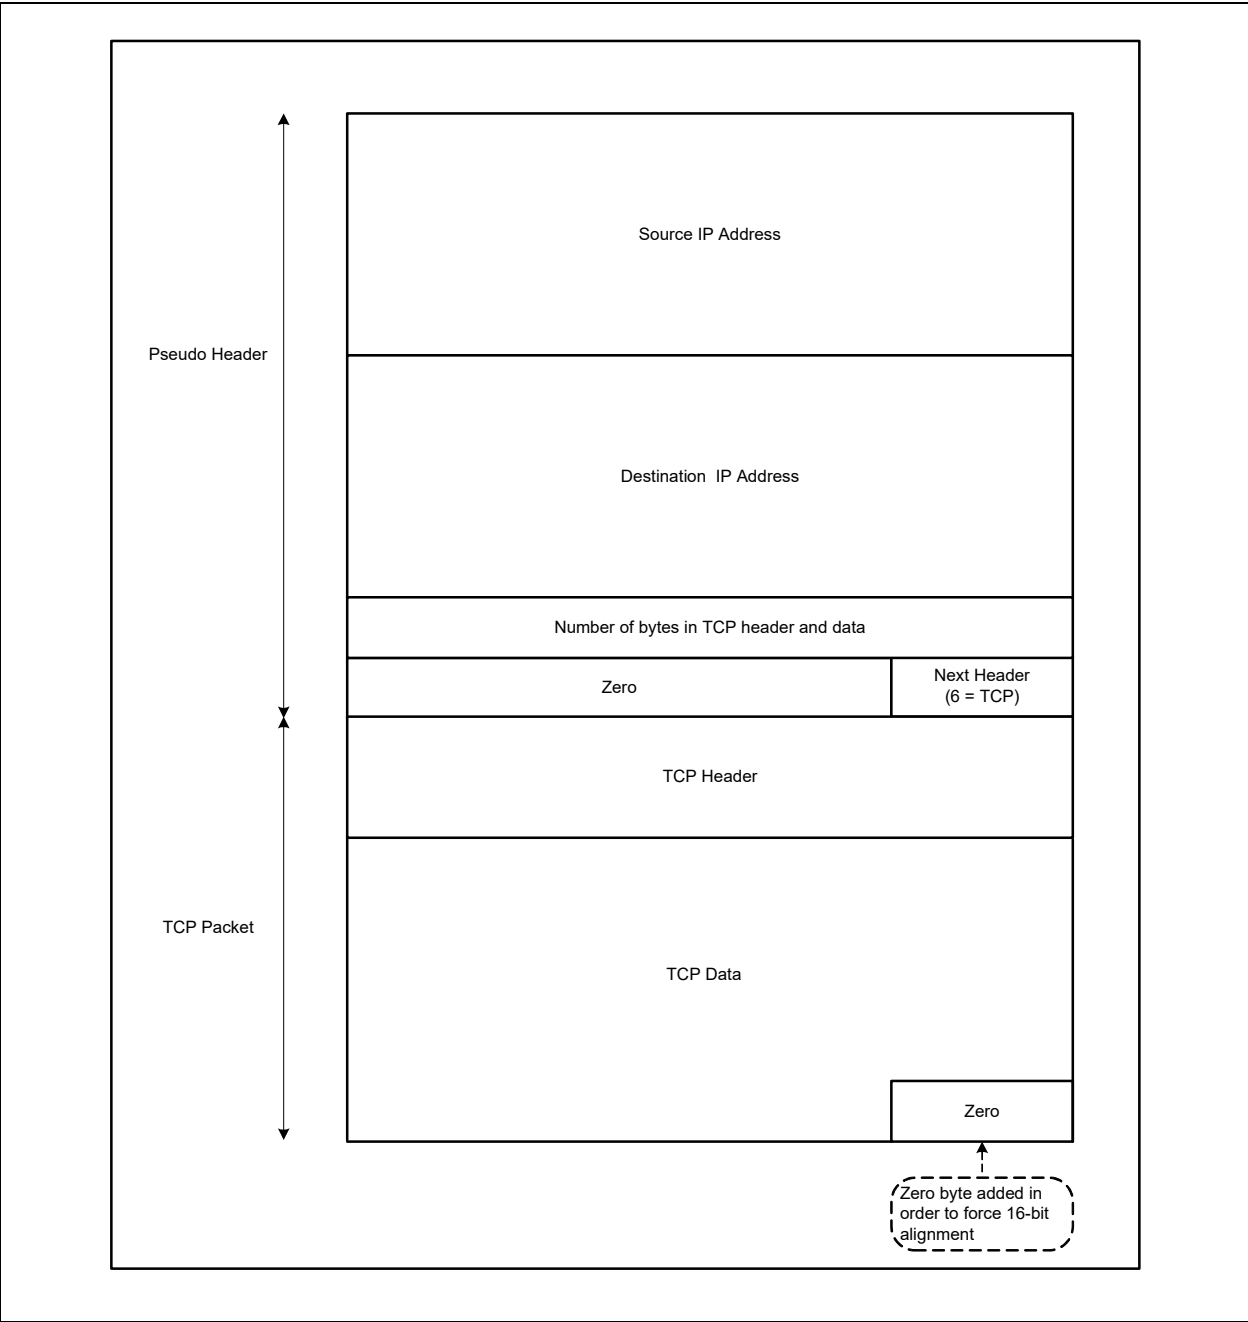 Source IP Address
Pseudo Header
Destination  IP Address
Number of bytes in TCP header and data
Zero
Next Header
(6 = TCP)
TCP Header
TCP Packet
TCP Data
Zero
Zero byte added in
order to force 16-bit
alignment